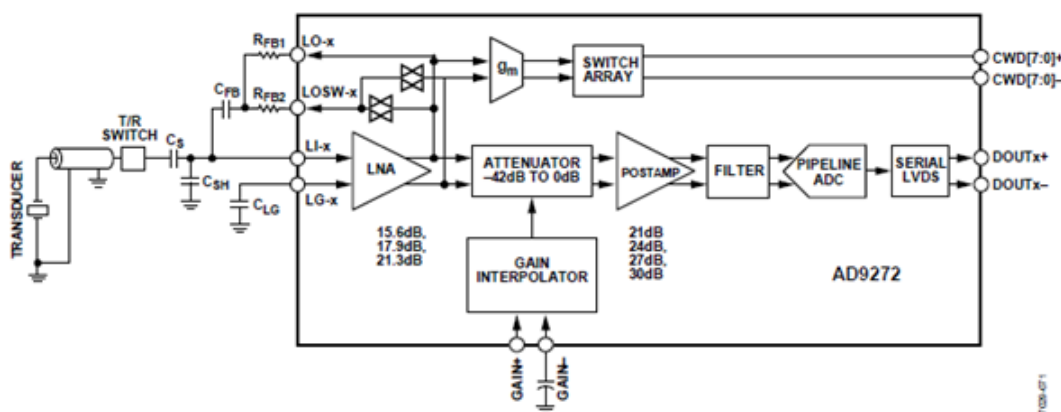 RFB1
LO-x
CFB
RFB2
LOSW-x
T/R
SWITCH
CS
LI-x
CSH
CLG
LG-x
TRANSDUCER
LNA
15.6dB,
17.9dB,
21.3dB
gm
SWITCH
ARRAY
CWD[7:0]+
CWD[7:0]–
ATTENUATOR
–42dB TO 0dB
POSTAMP
21dB
24dB,
27dB,
30dB
FILTER
PIPELINE
ADC
SERIAL
LVDS
DOUTx+
DOUTx–
GAIN
INTERPOLATOR
AD9272
GAIN+
GAIN–